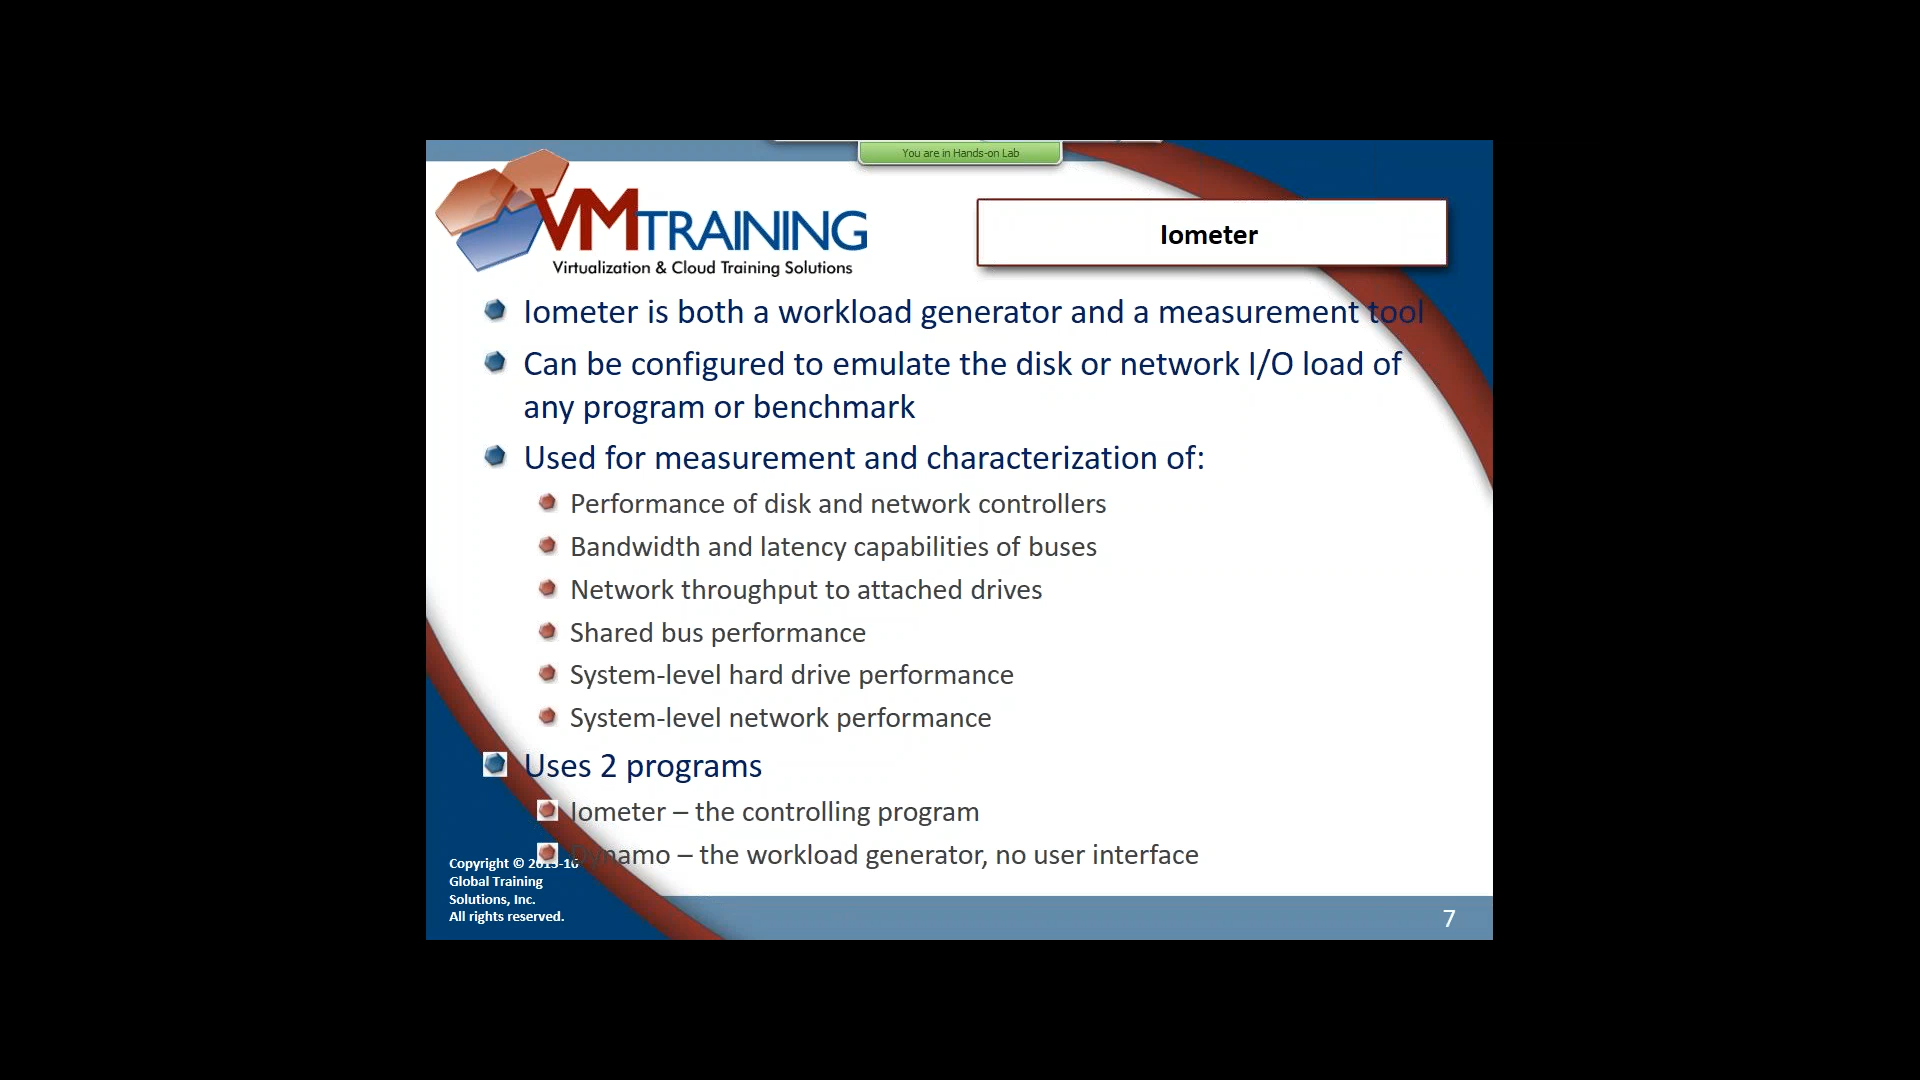 You are in Hands-on Lab
VMTRAINING
Virtualization & Cloud Training Solutions
Iometer
Iometer is both a workload generator and a measurement tool
Can be configured to emulate the disk or network I/O load of
any program or benchmark
Used for measurement and characterization of:
Performance of disk and network controllers
Bandwidth and latency capabilities of buses
Network throughput to attached drives
Shared bus performance
System-level hard drive performance
System-level network performance
Uses 2 programs
Iometer – the controlling program
Dynamo – the workload generator, no user interface
Copyright ©
Global Training
Solutions, Inc.
All rights reserved.
7